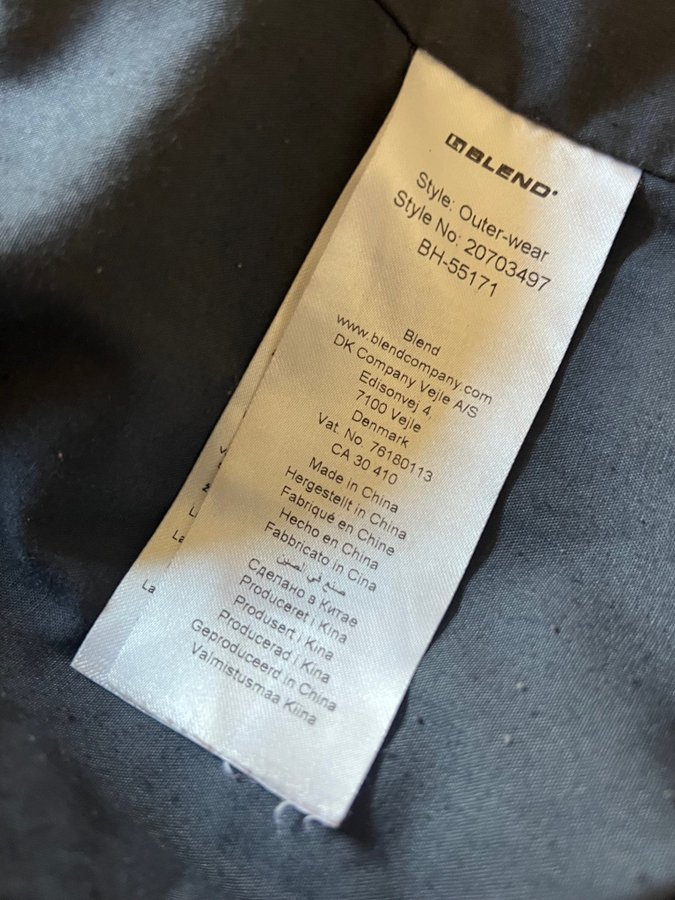 BLEND
Style: Outer-wear
Style No: 20703497
BH-55171
Blend
www.blendcompany.com
DK Company Vejle A/S
Edisonvej 4,
7100 Vejle
Denmark
Vat. No. 76180113
CA 30 410
Made in China
Hergestellt in China
Fabriqué en Chine
Hecho en China
Fabbricato in Cina
صنع في الصين
Сделано в Китае
Produceret i Kina
Produsert i Kina
Producerad i Kina
Geproduceerd in China
Valmistusmaa Kiina
La